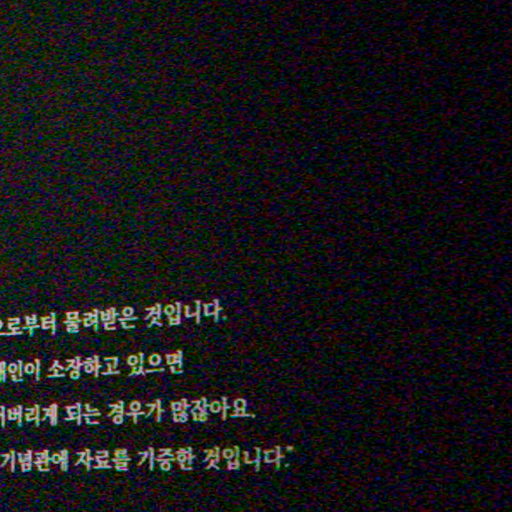 으로부터 물려받은 것입니다.
개인이 소장하고 있으면
어버리게 되는 경우가 많잖아요.
기념관에 자료를 기증한 것입니다.”